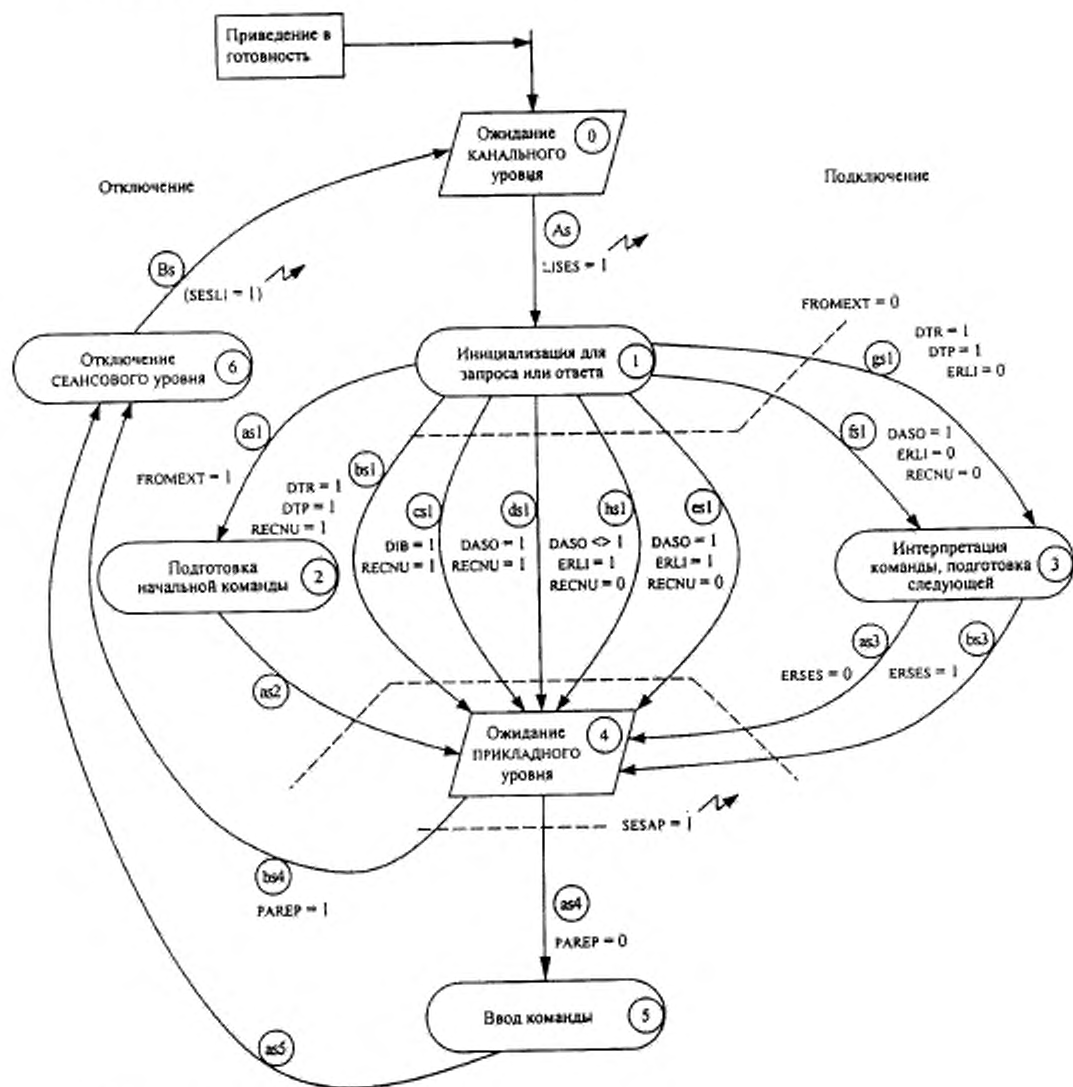 Приведение в
готовность
Ожидание
КАНАЛЬНОГО
уровня
0
Отключение
Подключение
As
LISES = 1
Bs
(SESLI = 1)
FROMEXT = 0
Отключение
СЕАНСОВОГО уровня
6
Инициализация для
запроса или ответа
1
gs1
DTR = 1
DTP = 1
ERLI = 0
as1
FROMEXT = 1
bs1
DTR = 1
DTP = 1
RECNU = 1
cs1
DIB = 1
RECNU = 1
ds1
DASO = 1
RECNU = 1
hs1
DASO <> 1
ERLI = 1
RECNU = 0
es1
DASO = 1
ERLI = 1
RECNU = 0
fs1
DASO = 1
ERLI = 0
RECNU = 0
Подготовка
начальной команды
2
Интерпретация
команды, подготовка
следующей
3
as2
as3
ERSES = 0
bs3
ERSES = 1
Ожидание
ПРИКЛАДНОГО
уровня
4
SESAP = 1
bs4
PAREP = 1
as4
PAREP = 0
Ввод команды
5
as5